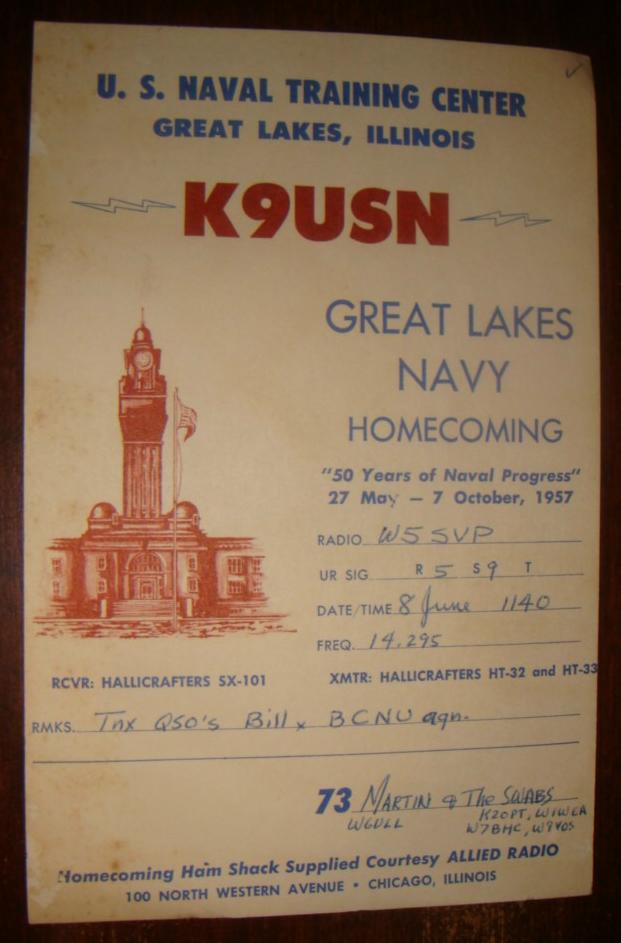 U. S. NAVAL TRAINING CENTER
GREAT LAKES, ILLINOIS
K9USN
GREAT LAKES
NAVY
HOMECOMING
"50 Years of Naval Progress"
27 May — 7 October, 1957
RADIO W5SVP
UR SIG R 5 S 9 T
DATE/TIME 8 June 1140
FREQ. 14.295
RCVR: HALLICRAFTERS SX-101 XMTR: HALLICRAFTERS HT-32 and HT-33
RMKS. Tnx QSO's Bill x BCNU agn.
73 MARTIN & The SWABS
W6ULL K2OPT, W1WEA
W7BHC, W9VOS
Homecoming Ham Shack Supplied Courtesy ALLIED RADIO
100 NORTH WESTERN AVENUE • CHICAGO, ILLINOIS